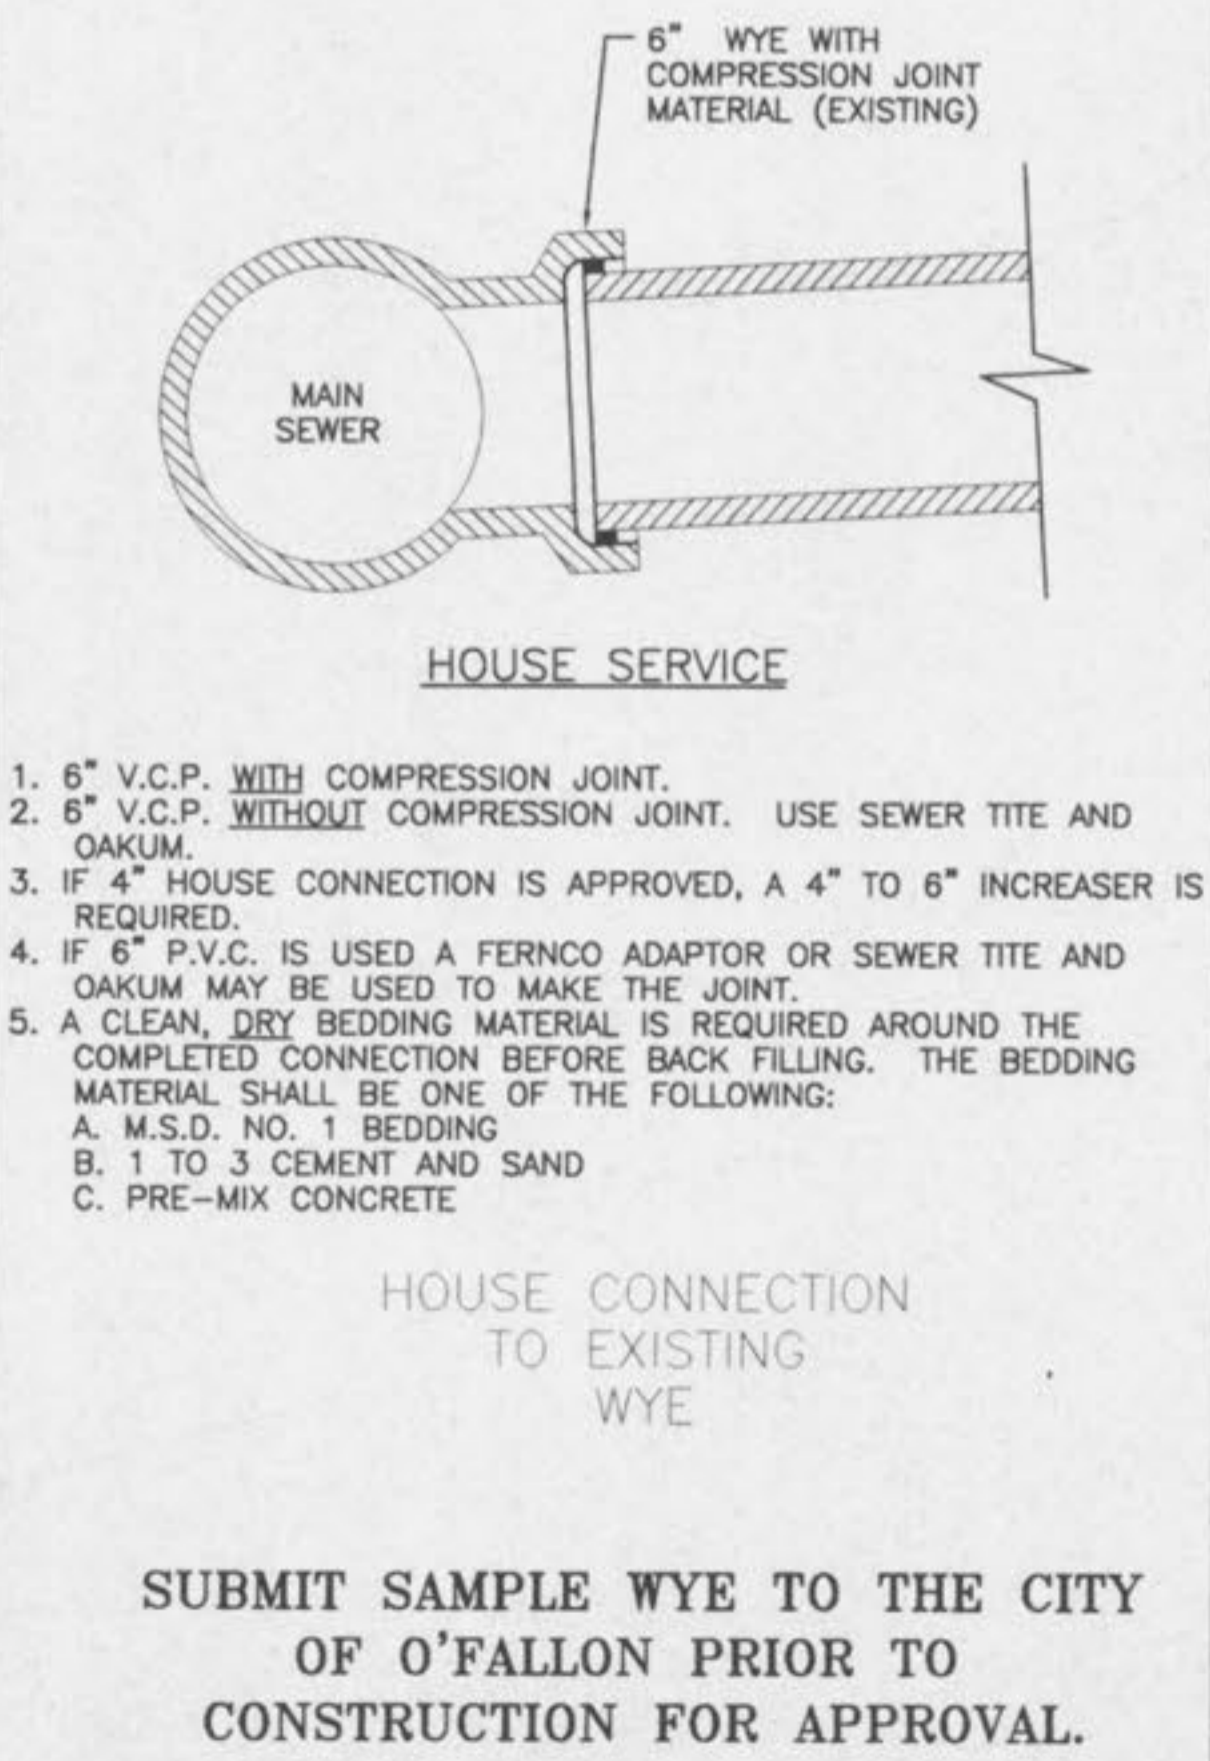 6" WYE WITH
COMPRESSION JOINT
MATERIAL (EXISTING)
MAIN
SEWER
HOUSE SERVICE
1. 6" V.C.P. WITH COMPRESSION JOINT.
2. 6" V.C.P. WITHOUT COMPRESSION JOINT. USE SEWER TITE AND
OAKUM.
3. IF 4" HOUSE CONNECTION IS APPROVED, A 4" TO 6" INCREASER IS
REQUIRED.
4. IF 6" P.V.C. IS USED A FERNCO ADAPTOR OR SEWER TITE AND
OAKUM MAY BE USED TO MAKE THE JOINT.
5. A CLEAN, DRY BEDDING MATERIAL IS REQUIRED AROUND THE
COMPLETED CONNECTION BEFORE BACK FILLING. THE BEDDING
MATERIAL SHALL BE ONE OF THE FOLLOWING:
A. M.S.D. NO. 1 BEDDING
B. 1 TO 3 CEMENT AND SAND
C. PRE-MIX CONCRETE
HOUSE CONNECTION
TO EXISTING
WYE
SUBMIT SAMPLE WYE TO THE CITY
OF O'FALLON PRIOR TO
CONSTRUCTION FOR APPROVAL.